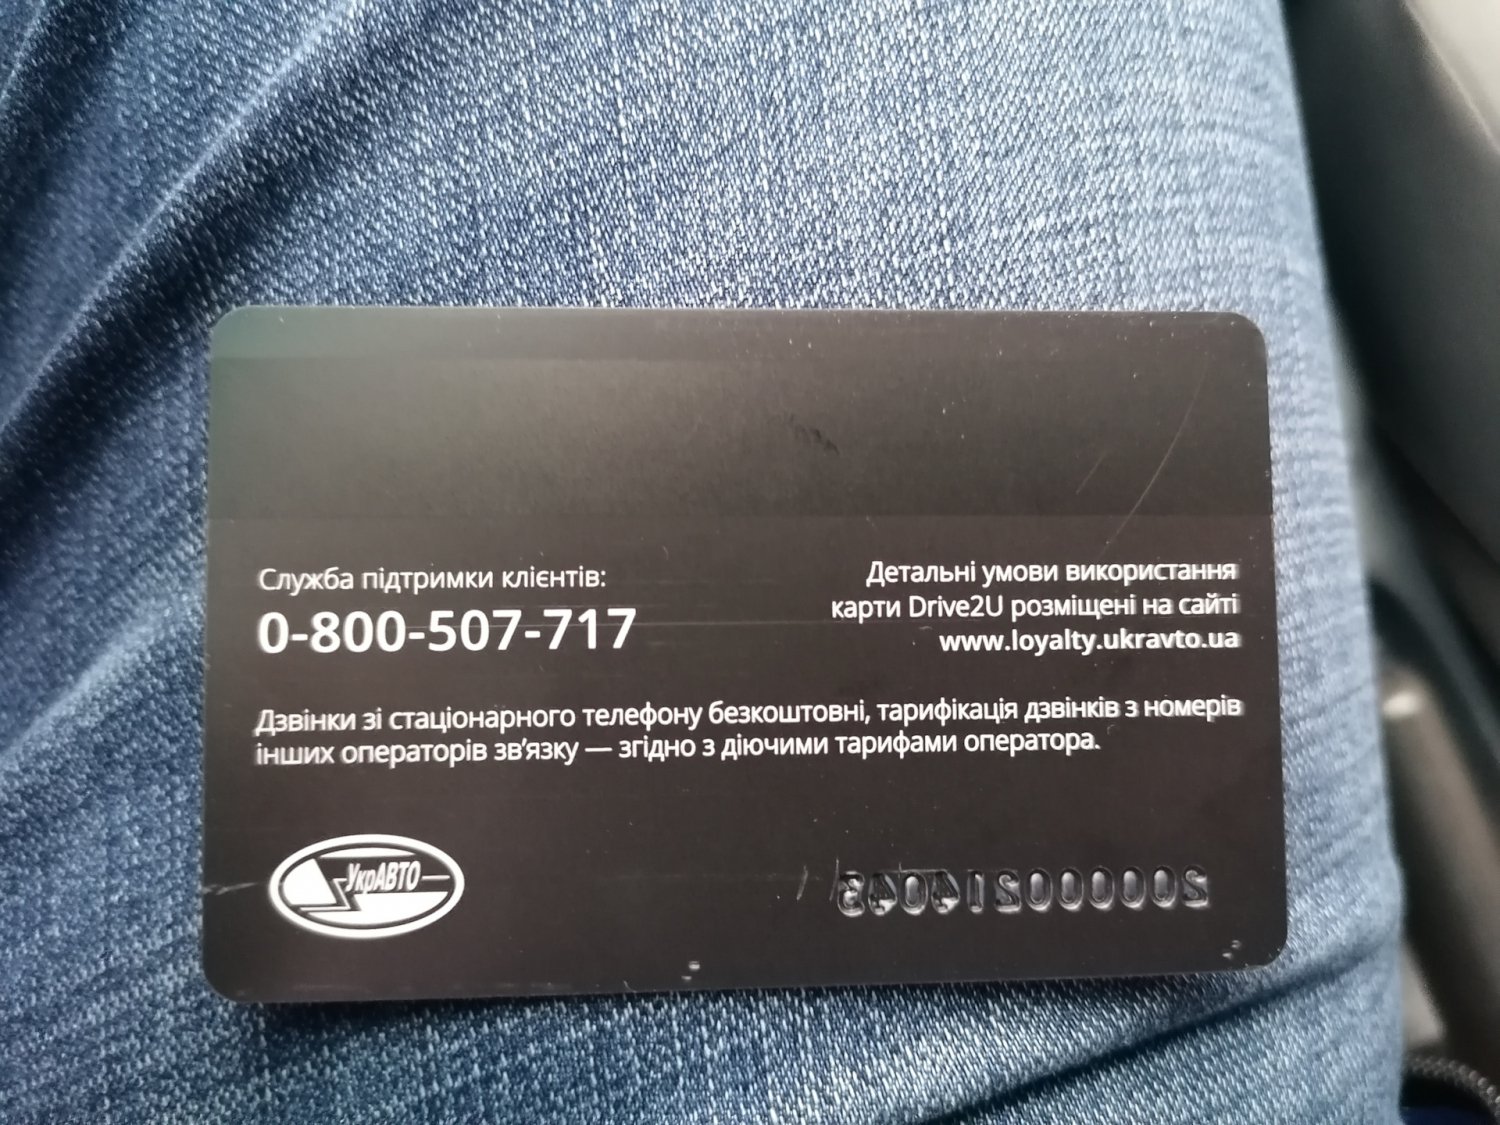 Служба підтримки клієнтів:
0-800-507-717
Детальні умови використання
карти Drive2U розміщені на сайті
www.loyalty.ukravto.ua
Дзвінки зі стаціонарного телефону безкоштовні, тарифікація дзвінків з номерів
інших операторів зв’язку — згідно з діючими тарифами оператора.
УкрАВТО